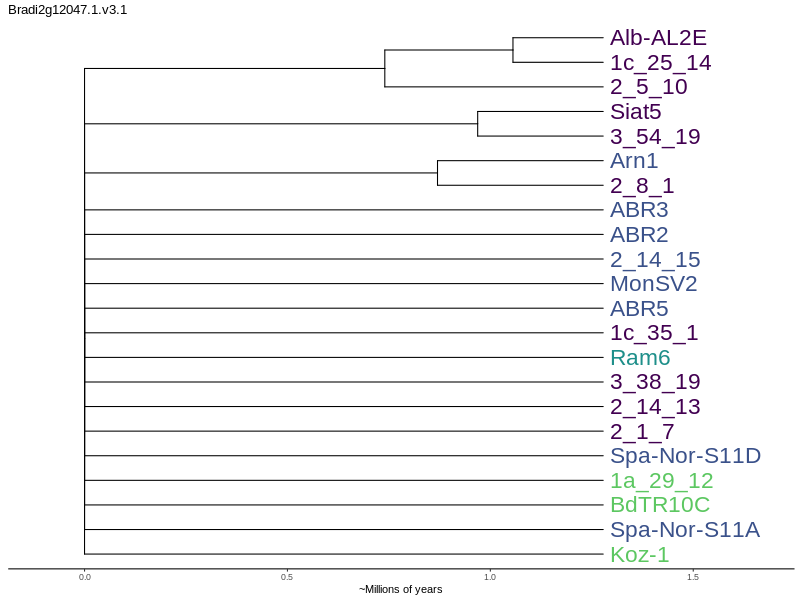 Bradi2g12047.1.v3.1
Alb-AL2E
1c_25_14
2_5_10
Siat5
3_54_19
Arn1
2_8_1
ABR3
ABR2
2_14_15
MonSV2
ABR5
1c_35_1
Ram6
3_38_19
2_14_13
2_1_7
Spa-Nor-S11D
1a_29_12
BdTR10C
Spa-Nor-S11A
Koz-1
0.0 0.5 1.0 1.5
~Millions of years